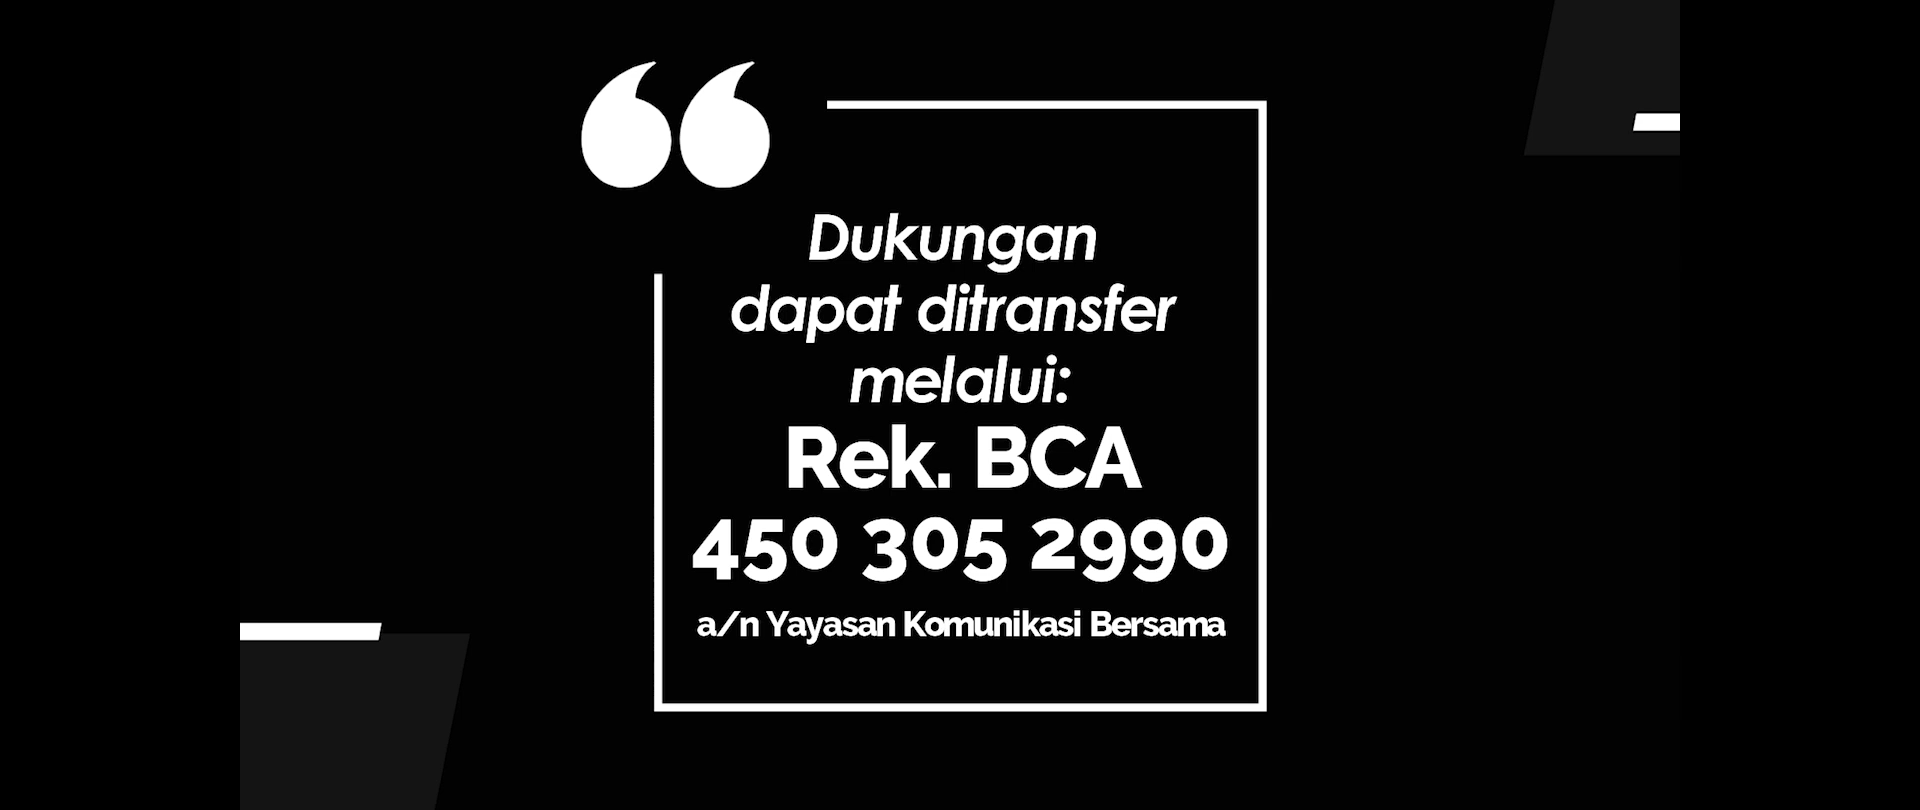 Dukungan
dapat ditransfer
melalui:
Rek. BCA
450 305 2990
a/n Yayasan Komunikasi Bersama